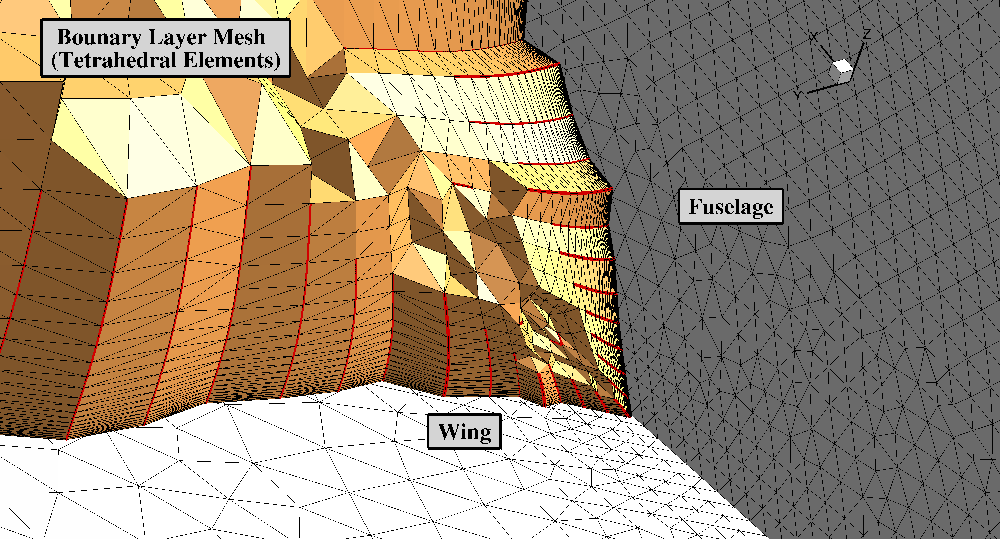 Bounary Layer Mesh
(Tetrahedral Elements)
X
Z
Y
Fuselage
Wing